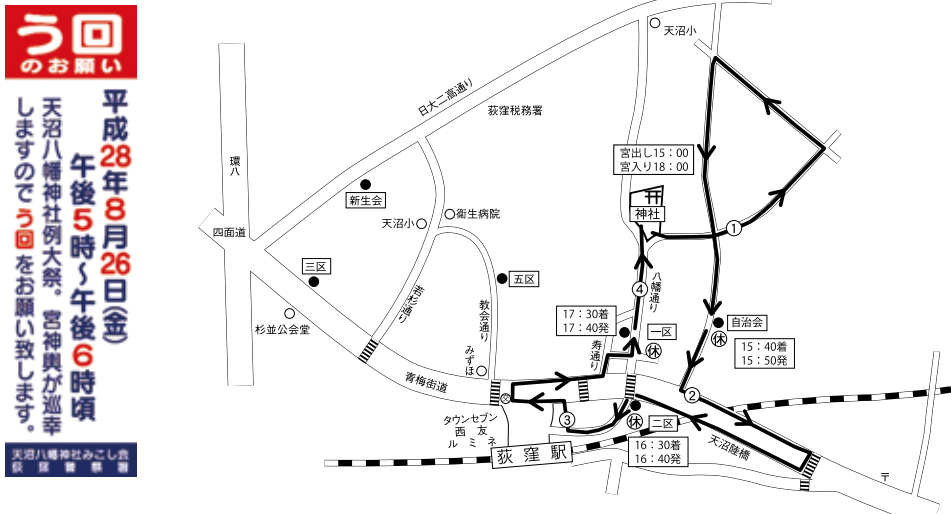 う回
のお願い
平成28年8月26日(金)
午後5時～午後6時頃
天沼八幡神社例大祭。宮神輿が巡幸
しますので う回 をお願い致します。
天沼八幡神社みこし会
荻窪警察署
天沼小
日大二高通り
荻窪税務署
環八
宮出し15：00
宮入り18：00
新生会
神社
天沼小
衛生病院
四面道
①
三区
五区
八幡通り
④
若杉通り
教会通り
杉並公会堂
17：30着
17：40発
一区
休
自治会
休
15：40着
15：50発
寿通り
みずほ
青梅街道
文
②
③
タウンセブン
西友
ルミネ
休
二区
16：30着
16：40発
天沼陸橋
荻窪駅
〒